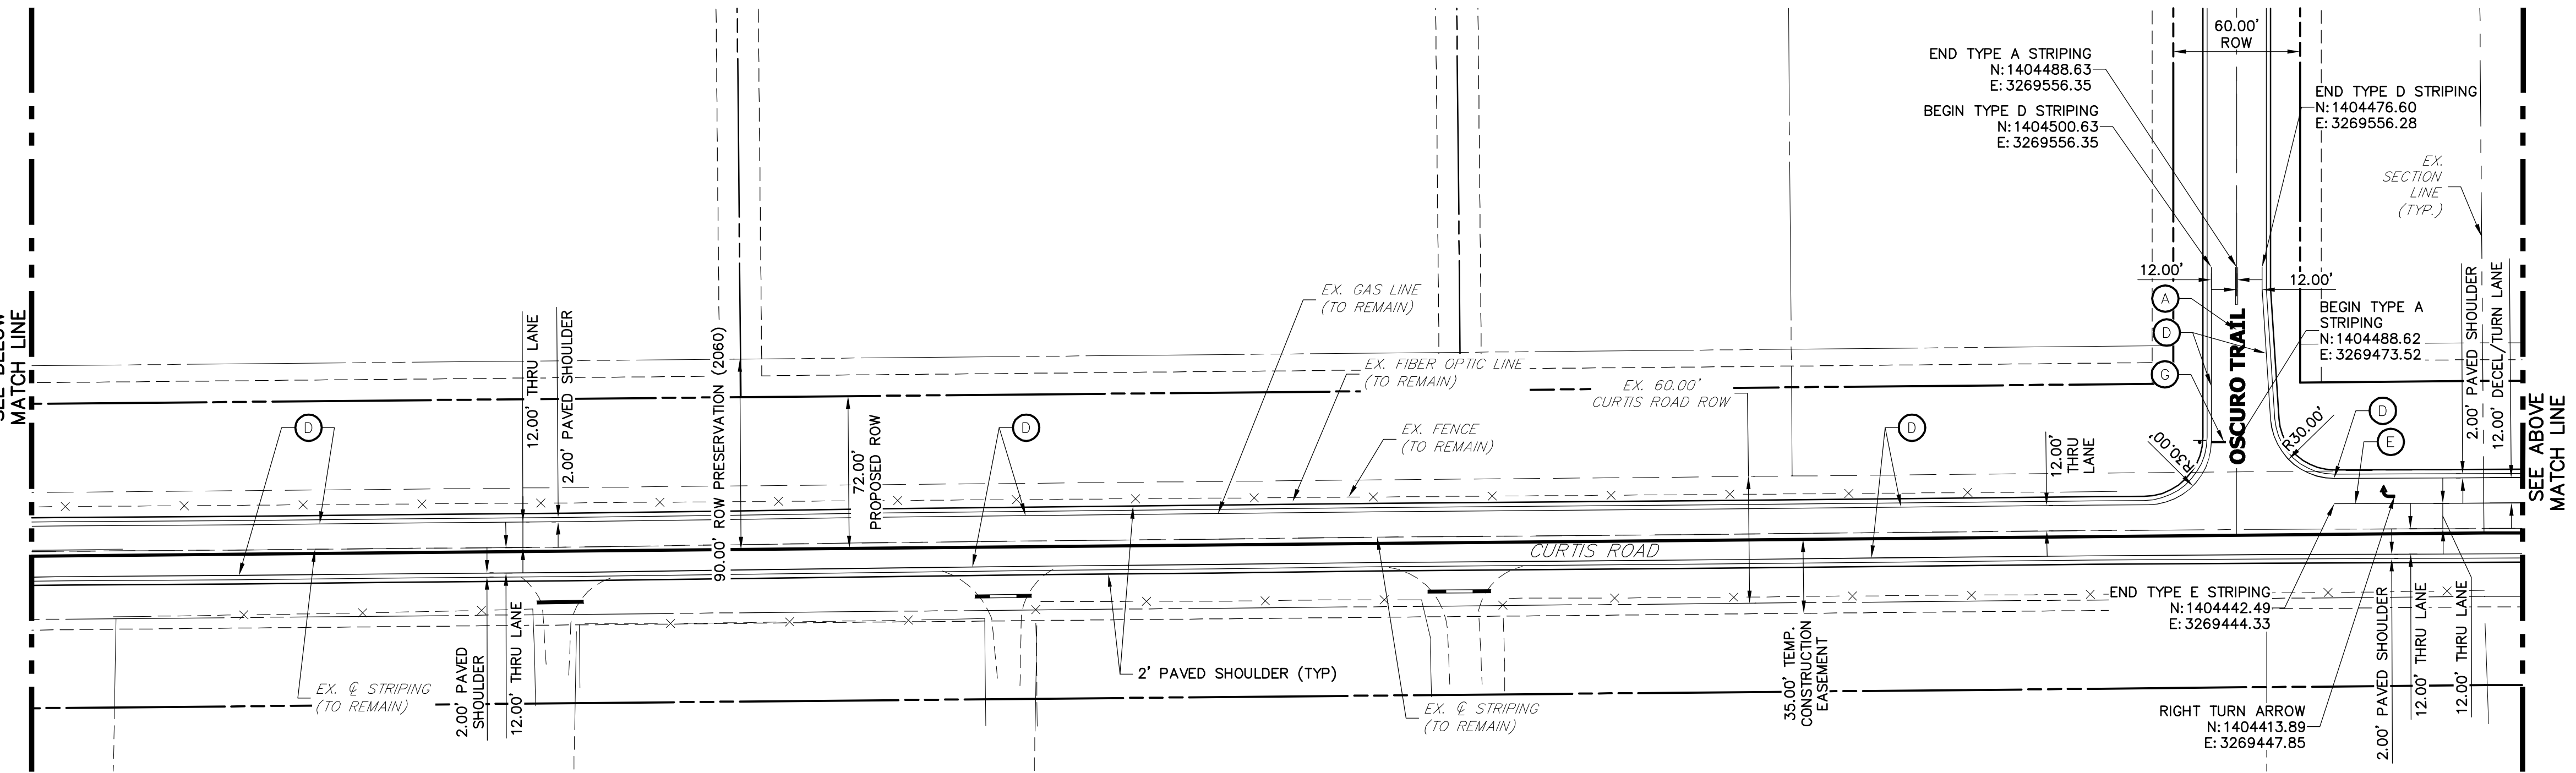 SEE BELOW
MATCH LINE
60.00'
ROW
END TYPE A STRIPING
N:1404488.63
E:3269556.35
BEGIN TYPE D STRIPING
N:1404500.63
E:3269556.35
END TYPE D STRIPING
N:1404476.60
E:3269556.28
EX.
SECTION
LINE
(TYP.)
12.00'
12.00'
A
D
G
OSCURO TRAIL
BEGIN TYPE A
STRIPING
N:1404488.62
E:3269473.52
2.00' PAVED SHOULDER
12.00' DECEL/TURN LANE
SEE ABOVE
MATCH LINE
12.00' THRU LANE
2.00' PAVED SHOULDER
90.00' ROW PRESERVATION (2060)
72.00'
PROPOSED ROW
EX. GAS LINE
(TO REMAIN)
EX. FIBER OPTIC LINE
(TO REMAIN)
EX. 60.00'
CURTIS ROAD ROW
EX. FENCE
(TO REMAIN)
D
D
D
12.00'
THRU
LANE
R30.00'
R30.00'
D
E
CURTIS ROAD
END TYPE E STRIPING
N:1404442.49
E:3269444.33
2.00' PAVED
SHOULDER
12.00' THRU LANE
EX. ℄ STRIPING
(TO REMAIN)
2' PAVED SHOULDER (TYP)
EX. ℄ STRIPING
(TO REMAIN)
35.00' TEMP.
CONSTRUCTION
EASEMENT
RIGHT TURN ARROW
N:1404413.89
E:3269447.85
2.00' PAVED SHOULDER
12.00' THRU LANE
12.00' THRU LANE